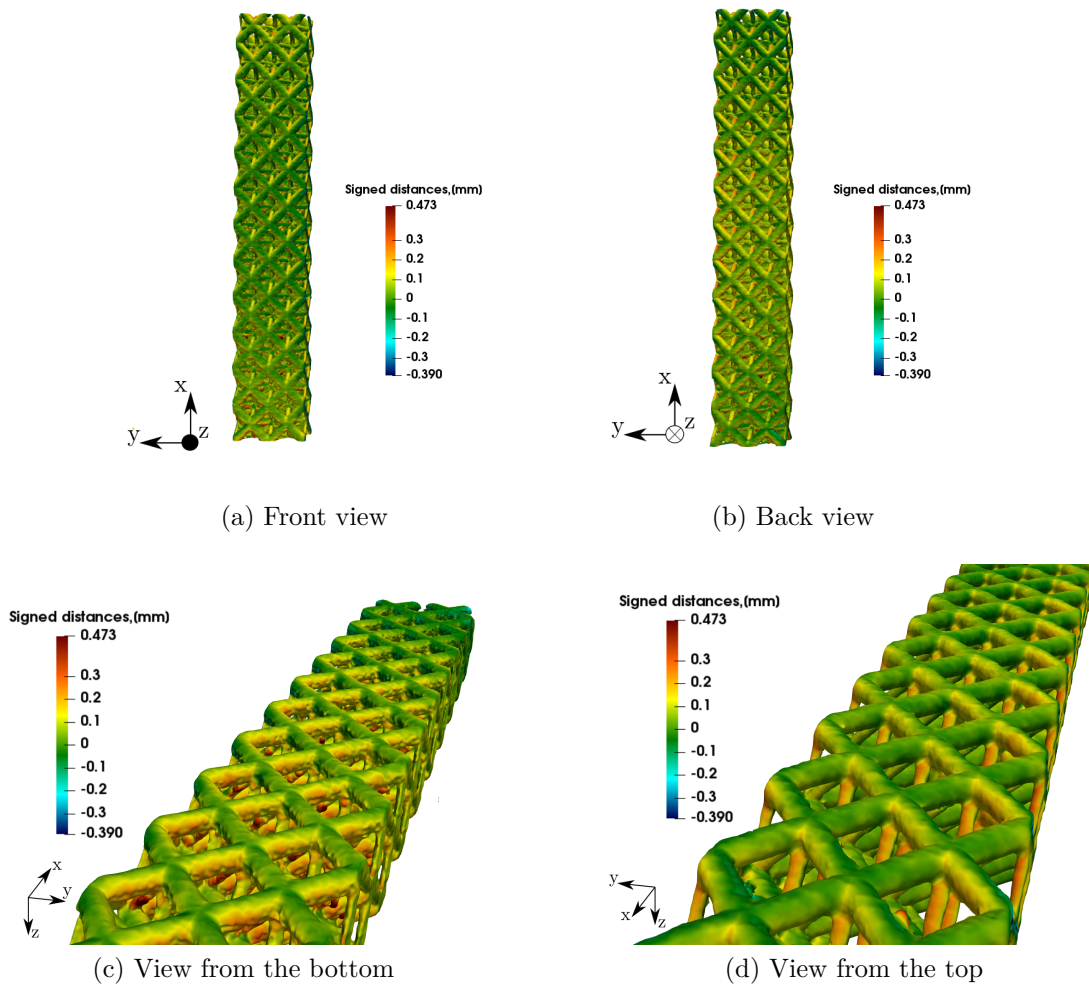 Signed distances,(mm)
0.473
0.3
0.2
0.1
0
-0.1
-0.2
-0.3
-0.390
x
y
z
(a) Front view
Signed distances,(mm)
0.473
0.3
0.2
0.1
0
-0.1
-0.2
-0.3
-0.390
x
y
z
(b) Back view
Signed distances,(mm)
0.473
0.3
0.2
0.1
0
-0.1
-0.2
-0.3
-0.390
x
y
z
(c) View from the bottom
Signed distances,(mm)
0.473
0.3
0.2
0.1
0
-0.1
-0.2
-0.3
-0.390
y
x
z
(d) View from the top